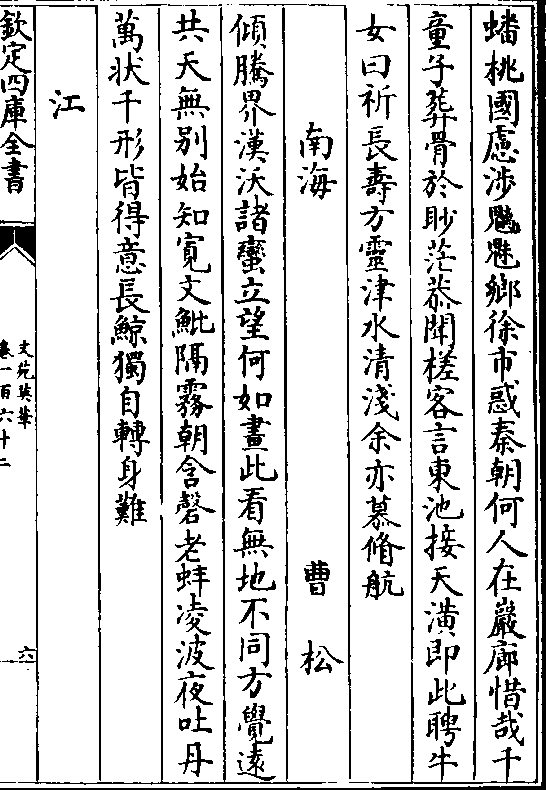 蟠桃國慮涉魑魅鄉徐市惑秦朝何人在巖廊惜哉千
童子葬骨於眇茫恭聞槎客言東池接天潢即此聘牛
女曰祈長壽方靈津水清淺余亦慕脩航
南海 曹松
傾騰界漢沃諸蠻立望何如畫此看無地不同方覺遠
共天無别始知寛文魮隔霧朝含磬老蚌凌波夜吐丹
萬状千形皆得意長鯨獨自轉身難
江
欽定四庫全書
文苑英華
卷一百六十二
六